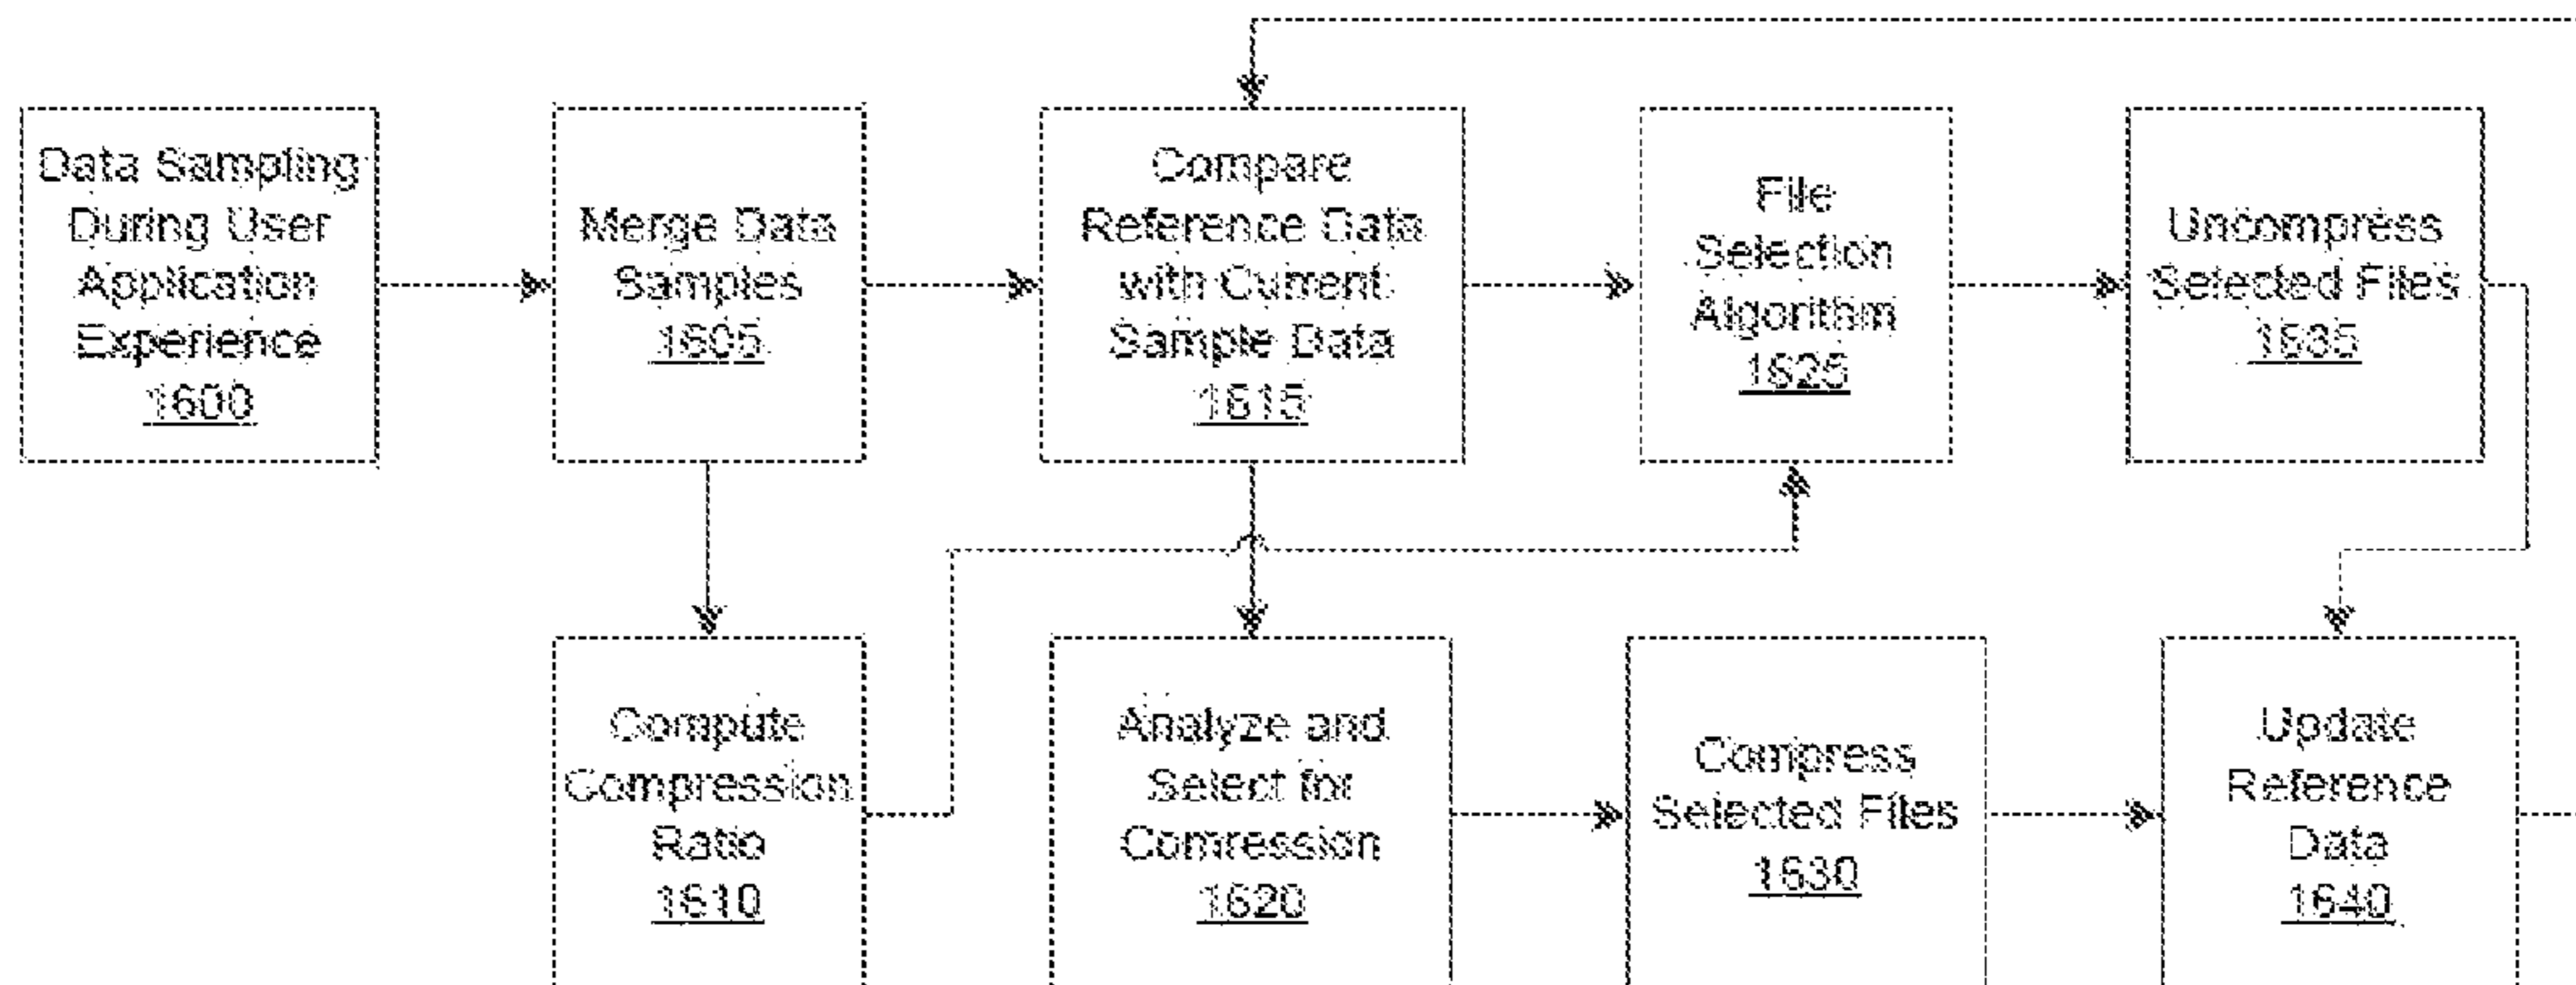 Data Sampling
During User
Application
Experience
1600
Merge Data
Samples
1605
Compare
Reference Data
with Current
Sample Data
1615
File
Selection
Algorithm
1625
Uncompress
Selected Files
1635
Compute
Compression
Ratio
1610
Analyze and
Select for
Comression
1620
Compress
Selected Files
1630
Update
Reference
Data
1640